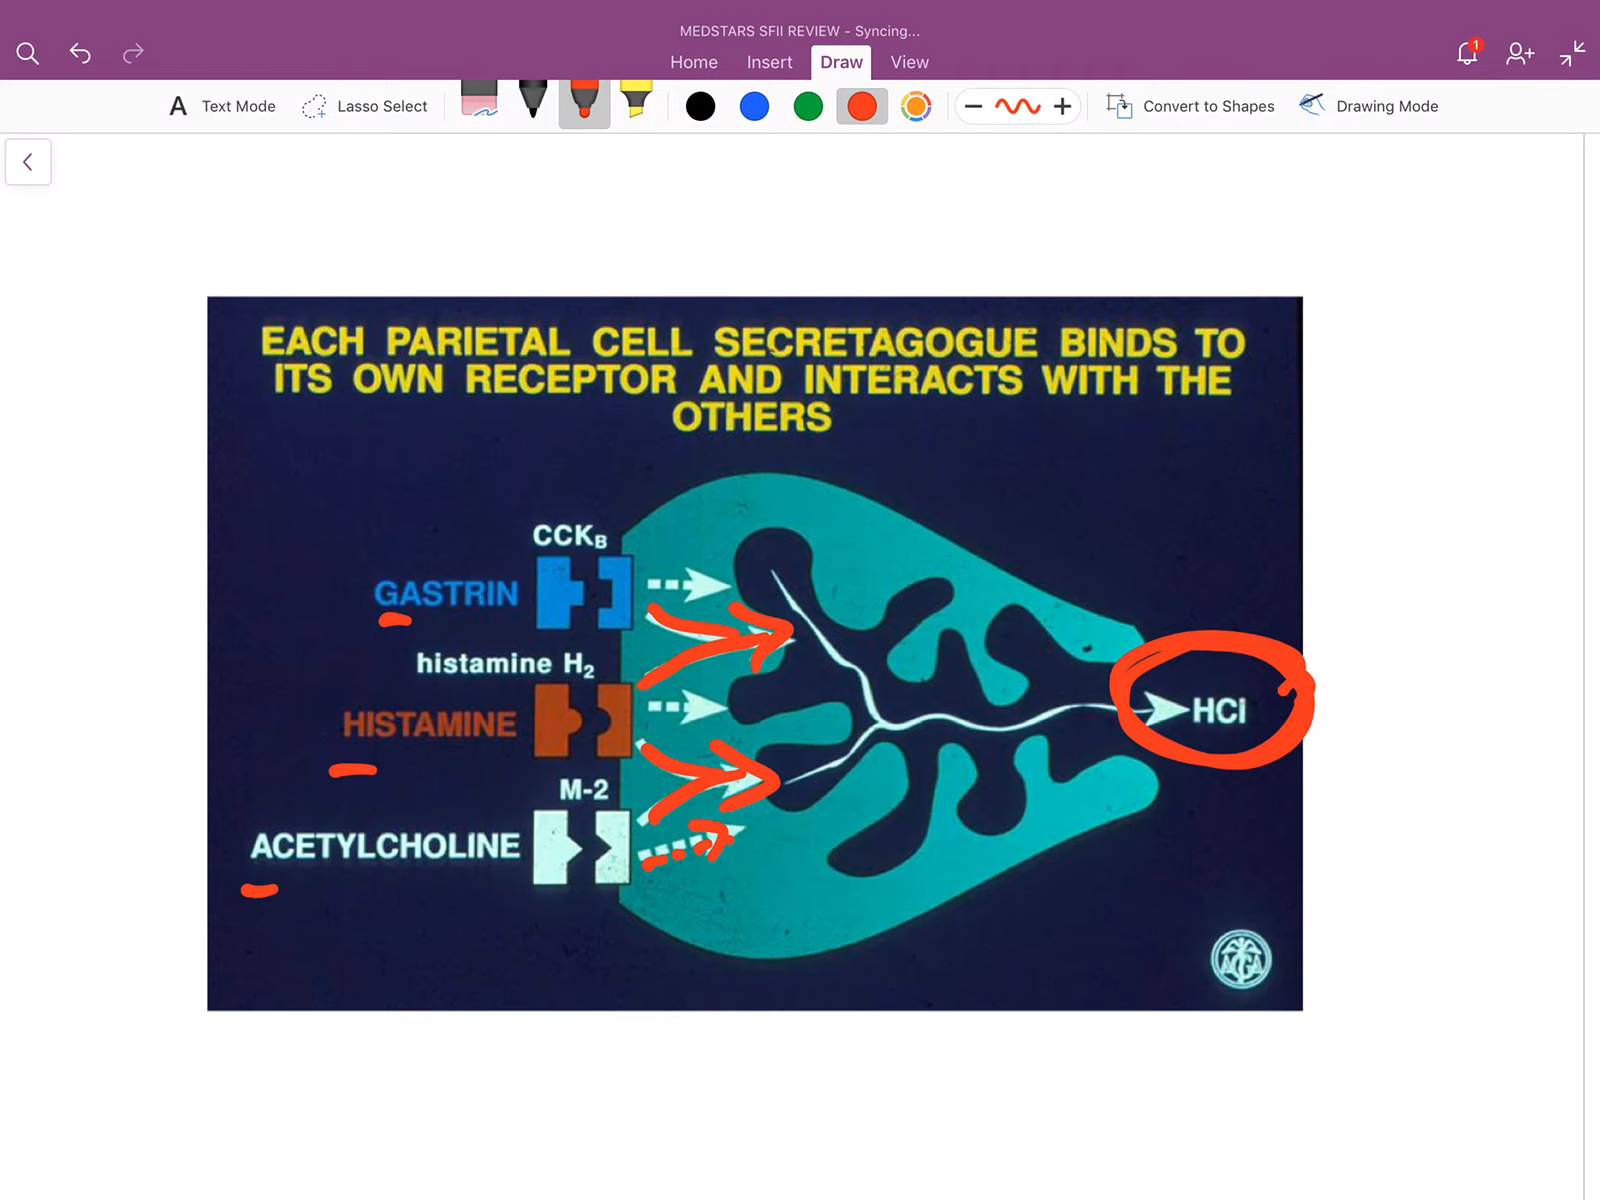 MEDSTARS SFII REVIEW - Syncing...
Home Insert Draw View
1
A Text Mode Lasso Select Convert to Shapes Drawing Mode
EACH PARIETAL CELL SECRETAGOGUE BINDS TO
ITS OWN RECEPTOR AND INTERACTS WITH THE
OTHERS
CCKB
GASTRIN
histamine H2
HISTAMINE
HCl
M-2
ACETYLCHOLINE
AGA